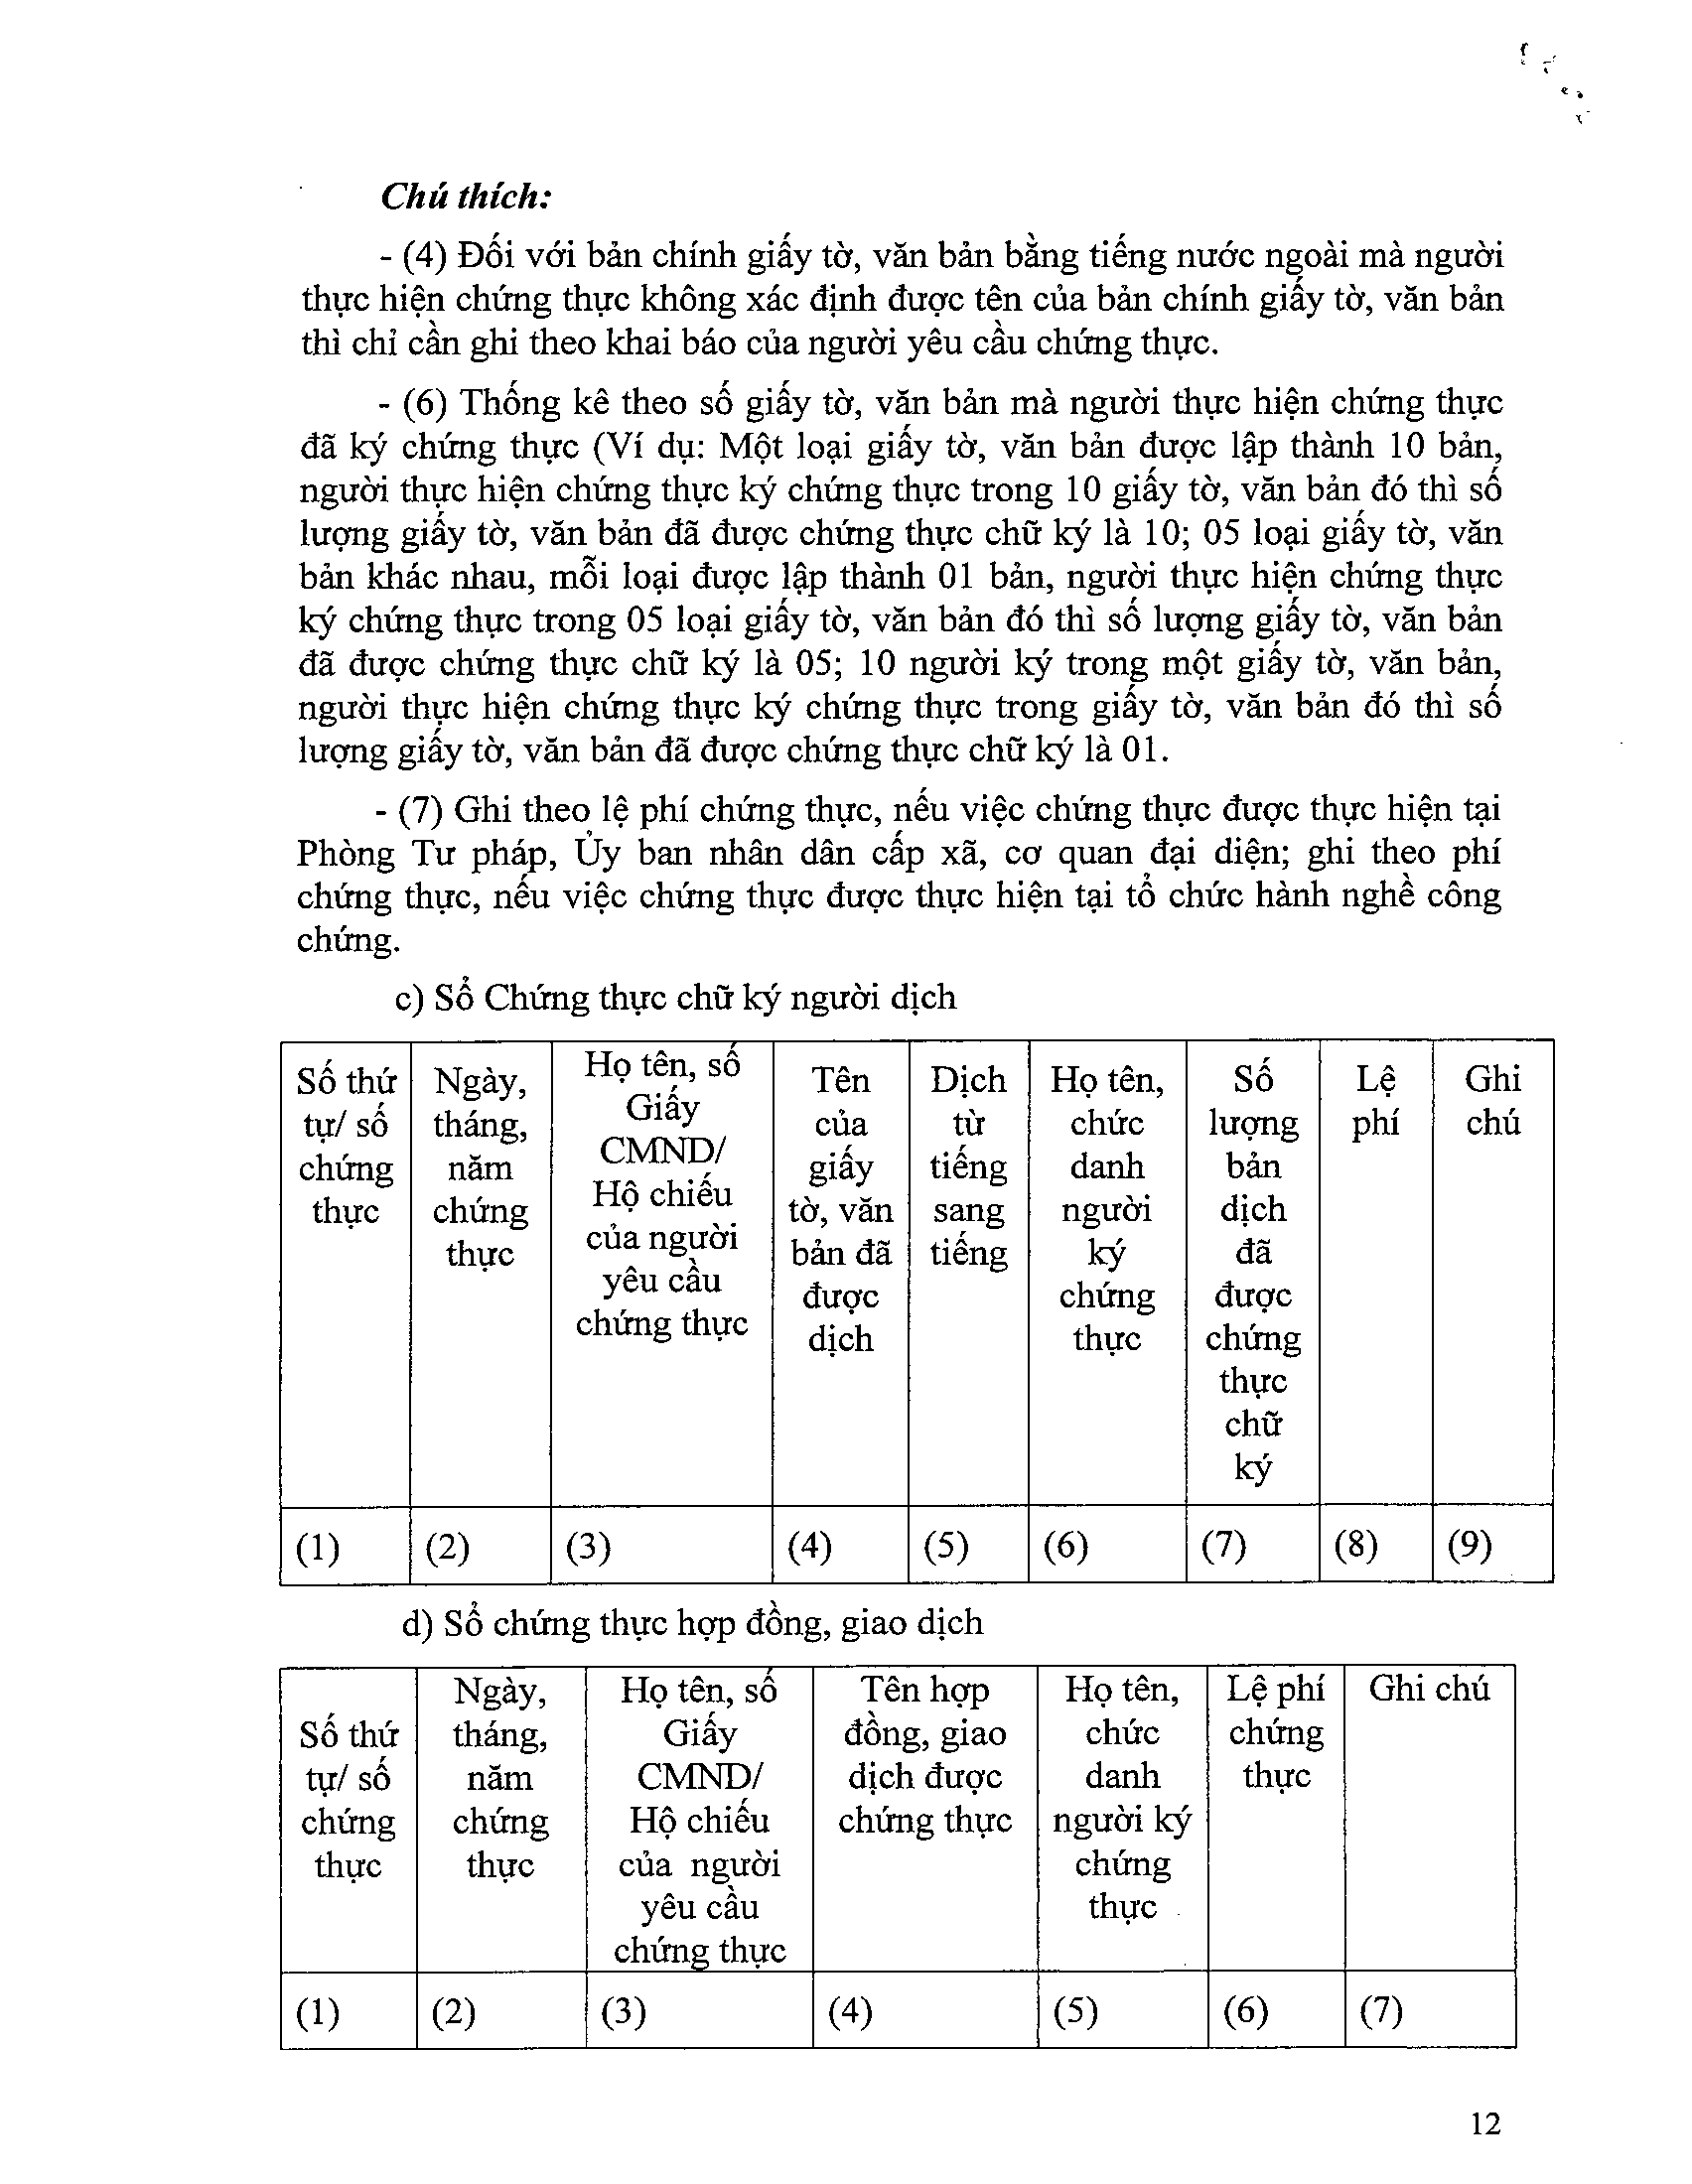 Chú thích:
- (4) Đối với bản chính giấy tờ, văn bản bằng tiếng nước ngoài mà người
thực hiện chứng thực không xác định được tên của bản chính giấy tờ, văn bản
thì chỉ cần ghi theo khai báo của người yêu cầu chứng thực.
- (6) Thống kê theo số giấy tờ, văn bản mà người thực hiện chứng thực
đã ký chứng thực (Ví dụ: Một loại giấy tờ, văn bản được lập thành 10 bản,
người thực hiện chứng thực ký chứng thực trong 10 giấy tờ, văn bản đó thì số
lượng giấy tờ, văn bản đã được chứng thực chữ ký là 10; 05 loại giấy tờ, văn
bản khác nhau, mỗi loại được lập thành 01 bản, người thực hiện chứng thực
ký chứng thực trong 05 loại giấy tờ, văn bản đó thì số lượng giấy tờ, văn bản
đã được chứng thực chữ ký là 05; 10 người ký trong một giấy tờ, văn bản,
người thực hiện chứng thực ký chứng thực trong giấy tờ, văn bản đó thì số
lượng giấy tờ, văn bản đã được chứng thực chữ ký là 01.
- (7) Ghi theo lệ phí chứng thực, nếu việc chứng thực được thực hiện tại
Phòng Tư pháp, Ủy ban nhân dân cấp xã, cơ quan đại diện; ghi theo phí
chứng thực, nếu việc chứng thực được thực hiện tại tổ chức hành nghề công
chứng.
c) Sổ Chứng thực chữ ký người dịch
Số thứ
tự/ số
chứng
thực
Ngày,
tháng,
năm
chứng
thực
Họ tên, số
Giấy
CMND/
Hộ chiếu
của người
yêu cầu
chứng thực
Tên
của
giấy
tờ, văn
bản đã
được
dịch
Dịch
từ
tiếng
sang
tiếng
Họ tên,
chức
danh
người
ký
chứng
thực
Số
lượng
bản
dịch
đã
được
chứng
thực
chữ
ký
Lệ
phí
Ghi
chú
(1) (2) (3) (4) (5) (6) (7) (8) (9)
d) Sổ chứng thực hợp đồng, giao dịch
Số thứ
tự/ số
chứng
thực
Ngày,
tháng,
năm
chứng
thực
Họ tên, số
Giấy
CMND/
Hộ chiếu
của người
yêu cầu
chứng thực
Tên hợp
đồng, giao
dịch được
chứng thực
Họ tên,
chức
danh
người ký
chứng
thực
Lệ phí
chứng
thực
Ghi chú
(1) (2) (3) (4) (5) (6) (7)
12